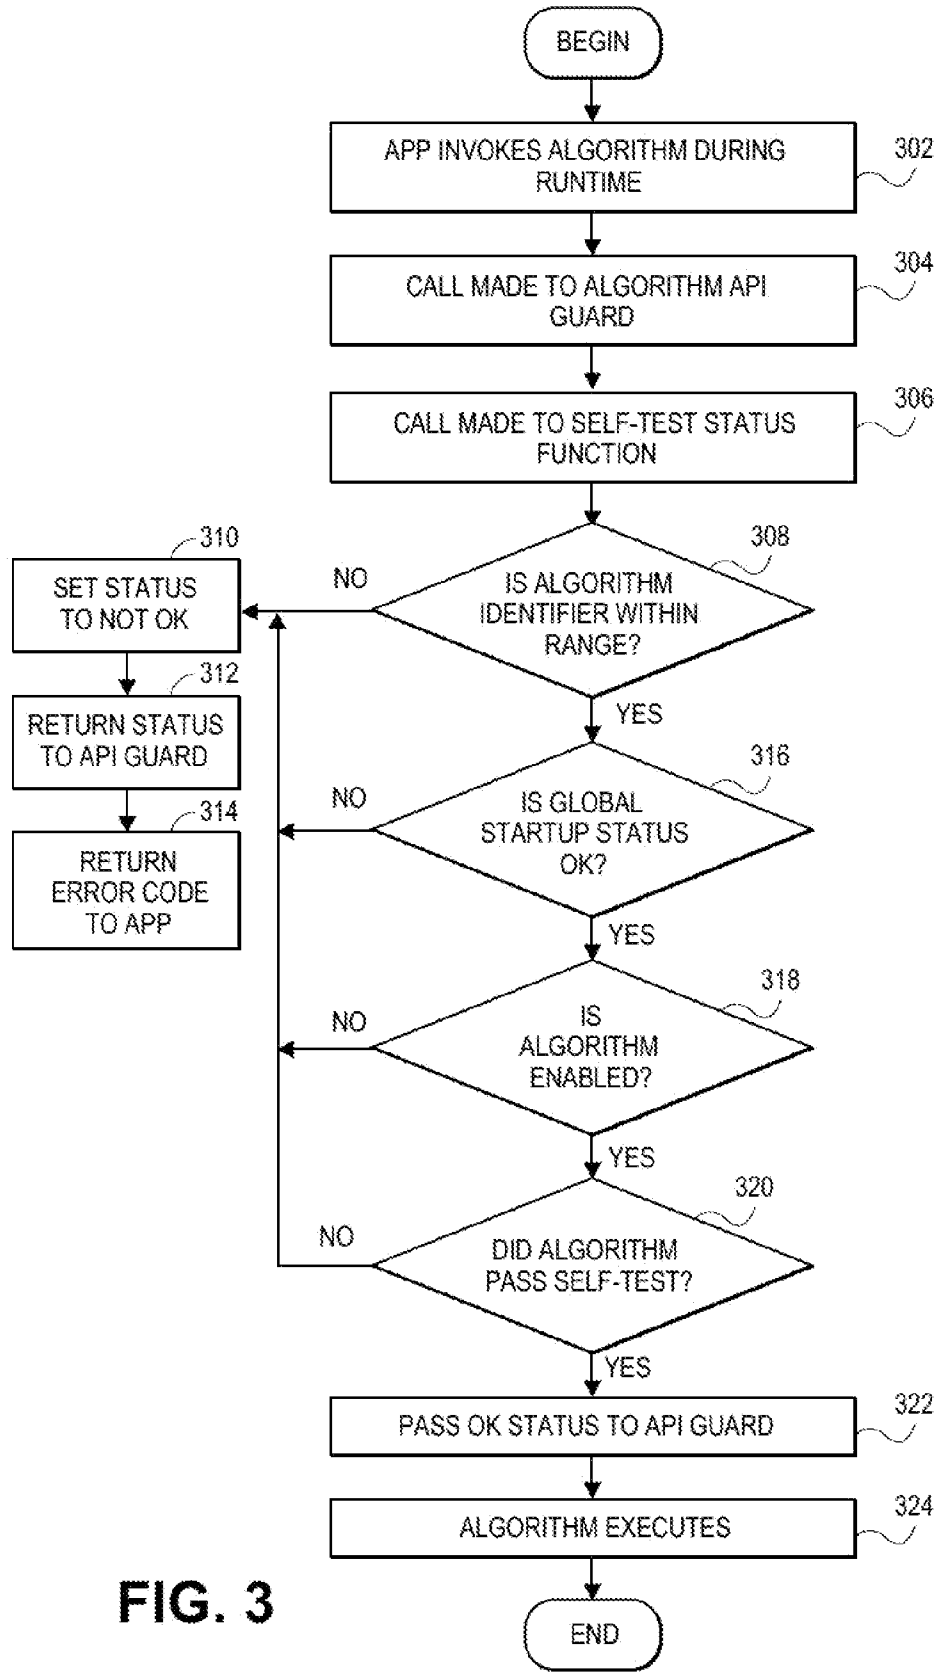 BEGIN
APP INVOKES ALGORITHM DURING
RUNTIME
302
CALL MADE TO ALGORITHM API
GUARD
304
CALL MADE TO SELF-TEST STATUS
FUNCTION
306
IS ALGORITHM
IDENTIFIER WITHIN
RANGE?
308
NO
YES
310
SET STATUS
TO NOT OK
312
RETURN STATUS
TO API GUARD
314
RETURN
ERROR CODE
TO APP
IS GLOBAL
STARTUP STATUS
OK?
316
NO
YES
IS
ALGORITHM
ENABLED?
318
NO
YES
DID ALGORITHM
PASS SELF-TEST?
320
NO
YES
PASS OK STATUS TO API GUARD
322
ALGORITHM EXECUTES
324
END
FIG. 3